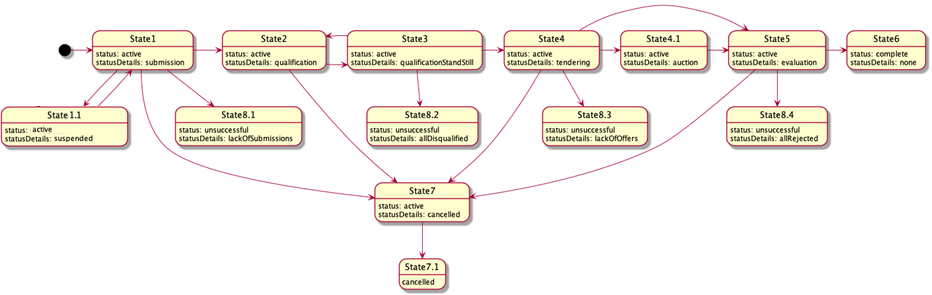 State1
status: active
statusDetails: submission
State2
status: active
statusDetails: qualification
State3
status: active
statusDetails: qualificationStandStill
State4
status: active
statusDetails: tendering
State4.1
status: active
statusDetails: auction
State5
status: active
statusDetails: evaluation
State6
status: complete
statusDetails: none
State1.1
status: active
statusDetails: suspended
State8.1
status: unsuccessful
statusDetails: lackOfSubmissions
State8.2
status: unsuccessful
statusDetails: allDisqualified
State8.3
status: unsuccessful
statusDetails: lackOfOffers
State8.4
status: unsuccessful
statusDetails: allRejected
State7
status: active
statusDetails: cancelled
State7.1
cancelled